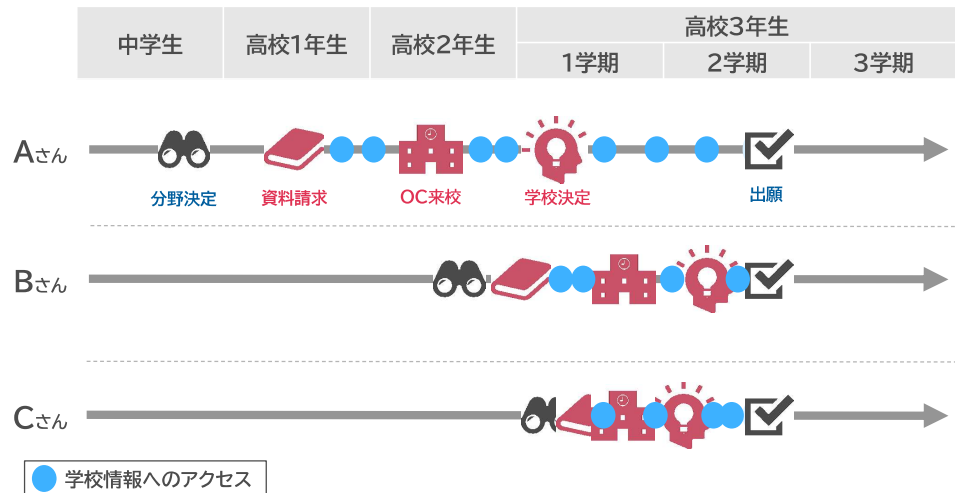 中学生
高校1年生
高校2年生
高校3年生
1学期
2学期
3学期
Aさん
分野決定
資料請求
OC来校
学校決定
出願
Bさん
Cさん
学校情報へのアクセス